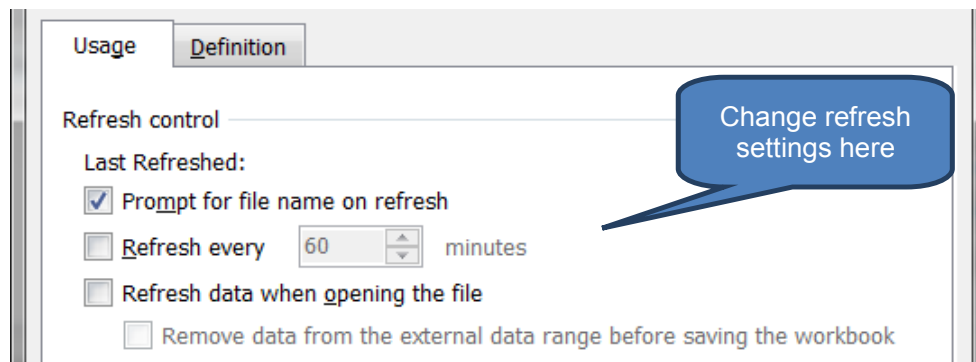 Usage Definition
Refresh control
Change refresh
settings here
Last Refreshed:
Prompt for file name on refresh
Refresh every 60 minutes
Refresh data when opening the file
Remove data from the external data range before saving the workbook